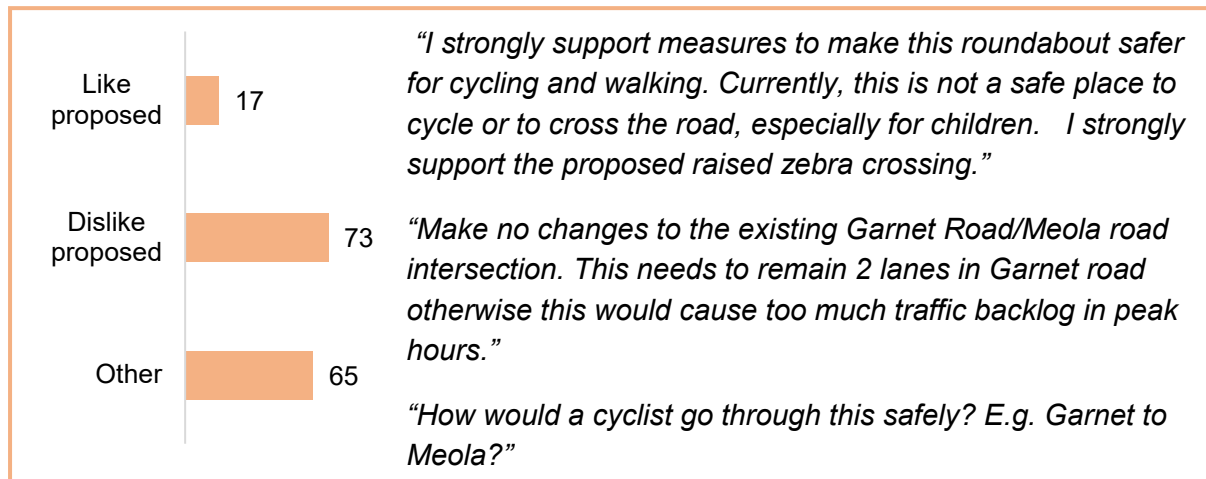 Like
proposed
17
Dislike
proposed
73
Other
65
“I strongly support measures to make this roundabout safer
for cycling and walking. Currently, this is not a safe place to
cycle or to cross the road, especially for children.   I strongly
support the proposed raised zebra crossing.”
“Make no changes to the existing Garnet Road/Meola road
intersection. This needs to remain 2 lanes in Garnet road
otherwise this would cause too much traffic backlog in peak
hours.”
“How would a cyclist go through this safely? E.g. Garnet to
Meola?”